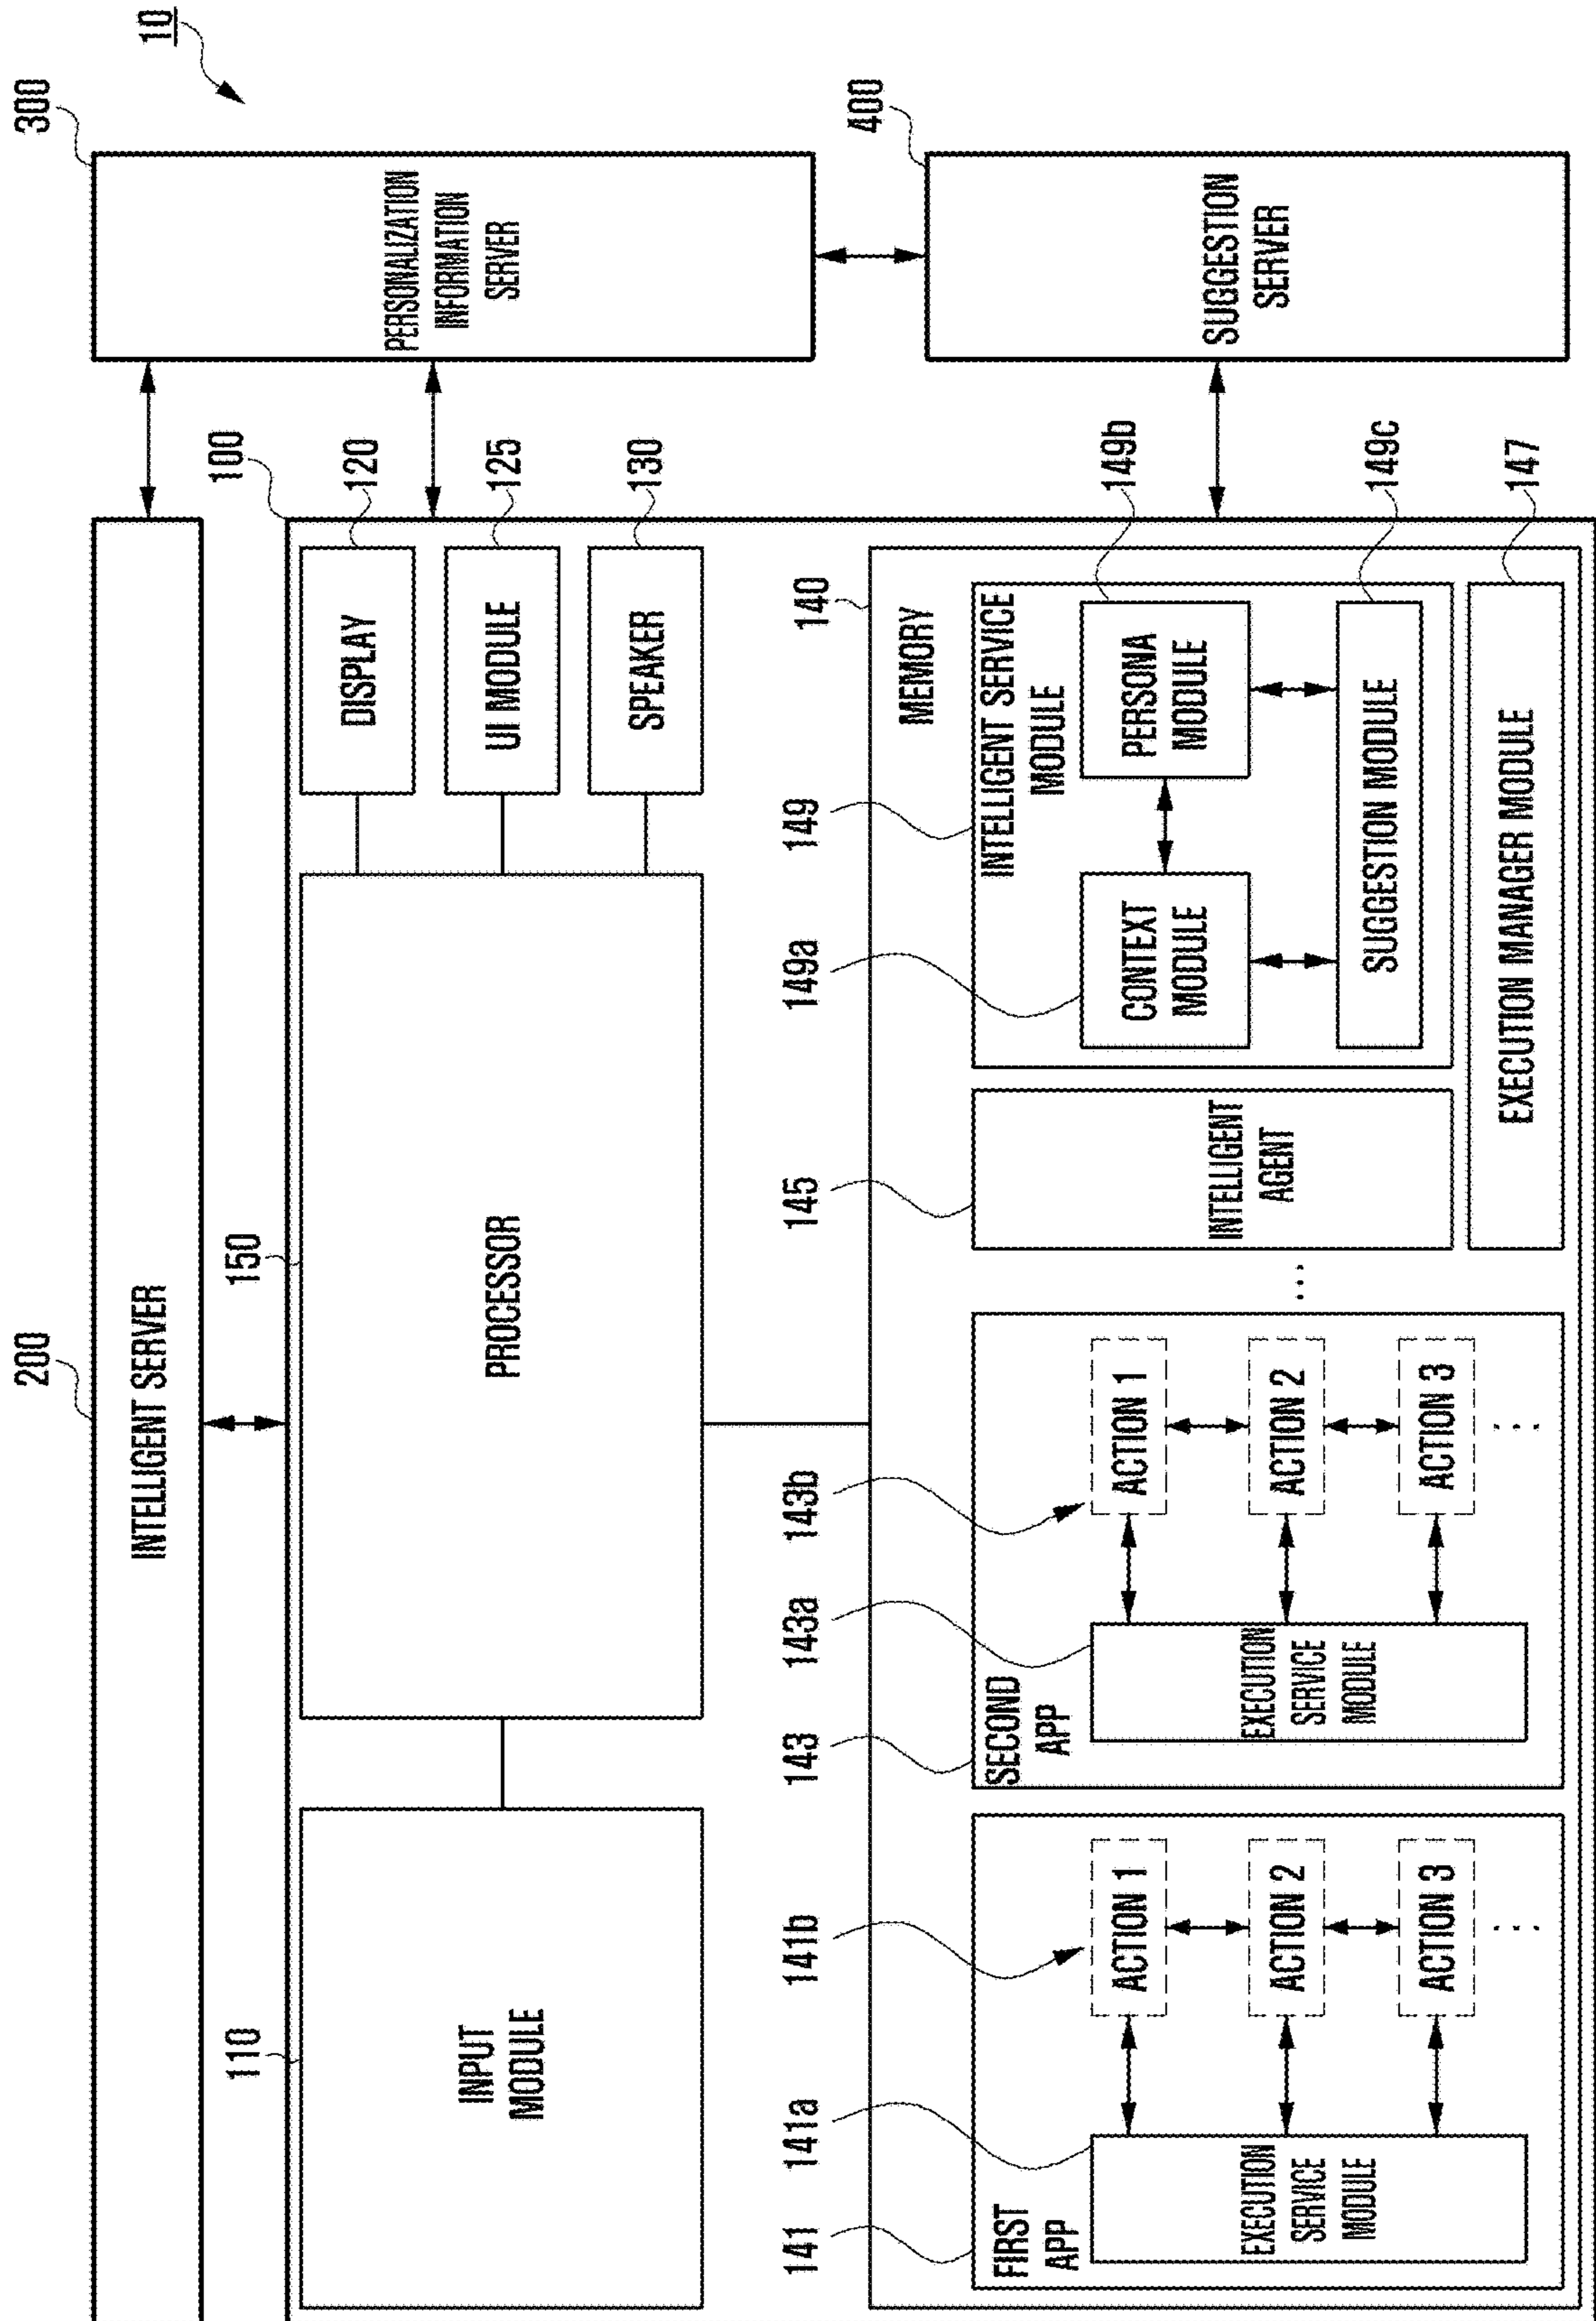 10
200
INTELLIGENT SERVER
300
PERSONALIZATION
INFORMATION
SERVER
100
110
INPUT
MODULE
150
PROCESSOR
120
DISPLAY
125
UI MODULE
130
SPEAKER
400
SUGGESTION
SERVER
140
MEMORY
141
FIRST
APP
141a
EXECUTION
SERVICE
MODULE
141b
ACTION 1
ACTION 2
ACTION 3
...
143
SECOND
APP
143a
EXECUTION
SERVICE
MODULE
143b
ACTION 1
ACTION 2
ACTION 3
...
...
145
INTELLIGENT
AGENT
149
INTELLIGENT SERVICE
MODULE
149a
CONTEXT
MODULE
149b
PERSONA
MODULE
149c
SUGGESTION MODULE
147
EXECUTION MANAGER MODULE